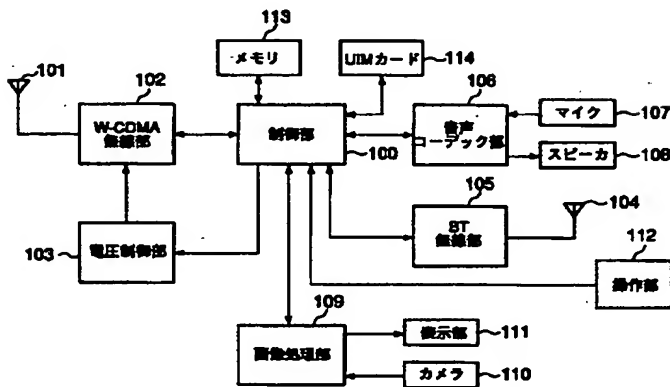 113
メモリ
UIMカード
114
101
102
W-CDMA
無線部
制御部
100
106
音声
コーデック部
マイク
107
スピーカ
108
105
BT
無線部
104
103
電圧制御部
112
操作部
109
画像処理部
表示部
111
カメラ
110